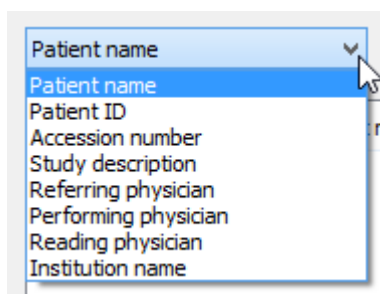 Patient name
Patient name
Patient ID
Accession number
Study description
Referring physician
Performing physician
Reading physician
Institution name